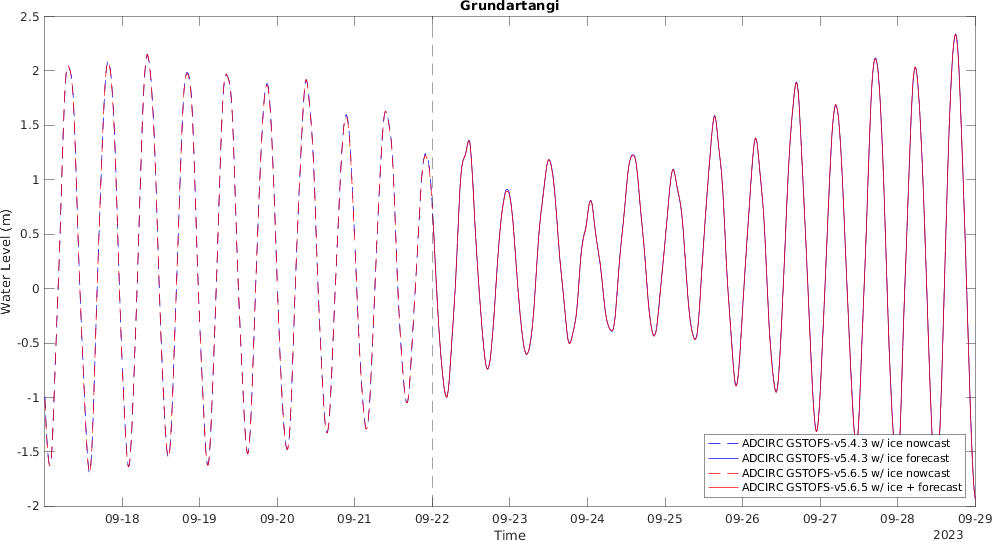 Grundartangi
2.5
2
1.5
1
0.5
0
-0.5
-1
-1.5
-2
Water Level (m)
ADCIRC GSTOFS-v5.4.3 w/ ice nowcast
ADCIRC GSTOFS-v5.4.3 w/ ice forecast
ADCIRC GSTOFS-v5.6.5 w/ ice nowcast
ADCIRC GSTOFS-v5.6.5 w/ ice + forecast
09-18 09-19 09-20 09-21 09-22 09-23 09-24 09-25 09-26 09-27 09-28 09-29
Time
2023